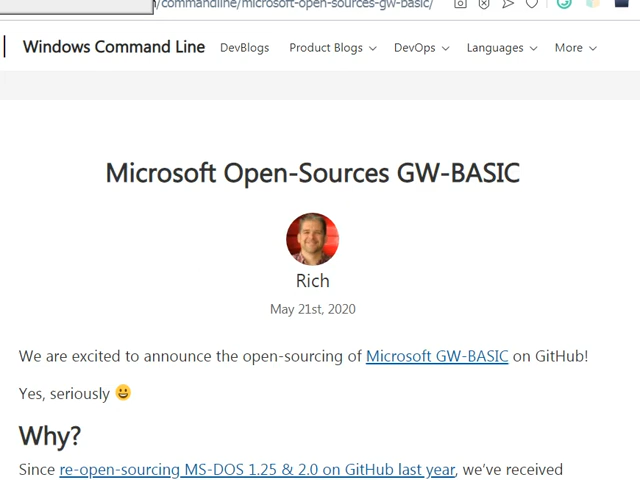 /commandline/microsoft-open-sources-gw-basic/
Windows Command Line DevBlogs Product Blogs DevOps Languages More
Microsoft Open-Sources GW-BASIC
Rich
May 21st, 2020
We are excited to announce the open-sourcing of Microsoft GW-BASIC on GitHub!
Yes, seriously 😀
Why?
Since re-open-sourcing MS-DOS 1.25 & 2.0 on GitHub last year, we've received